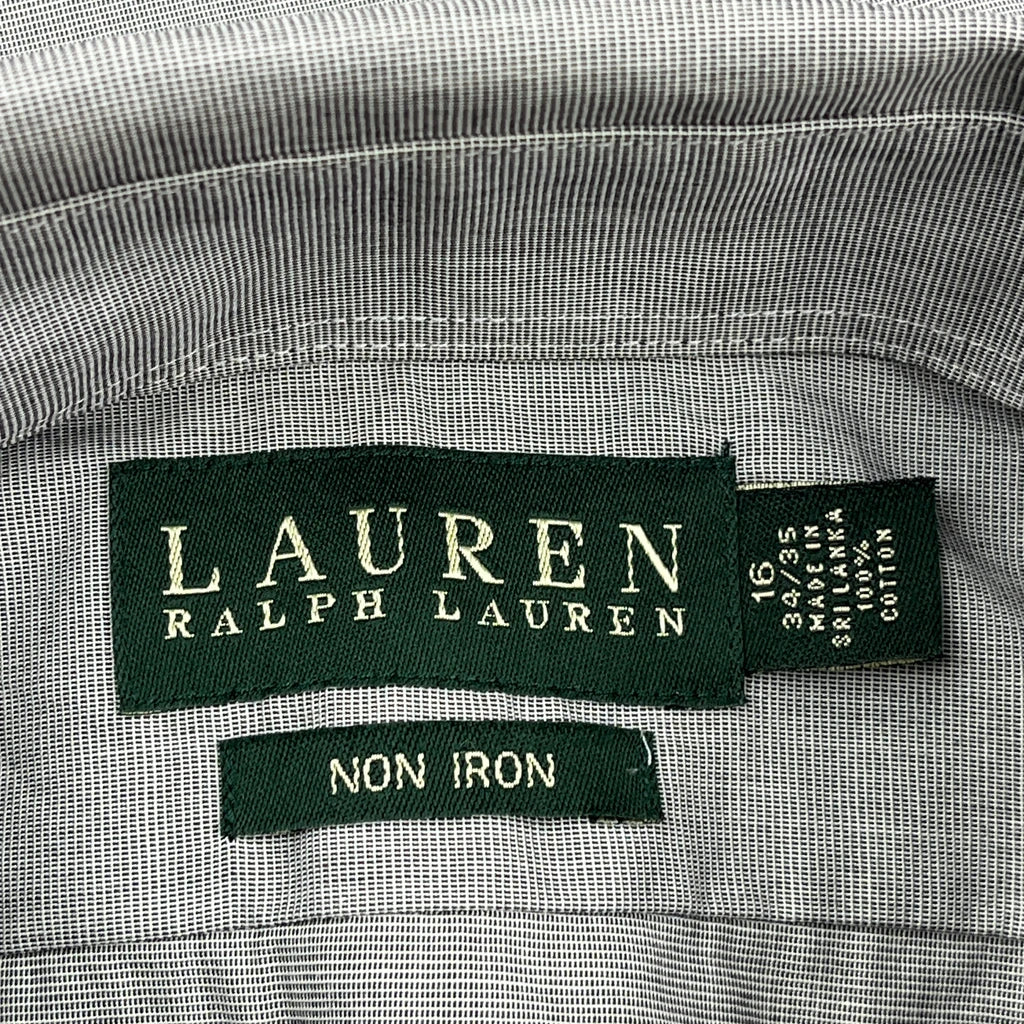 LAUREN
RALPH LAUREN
16
34/35
MADE IN
SRI LANKA
100%
COTTON
NON IRON